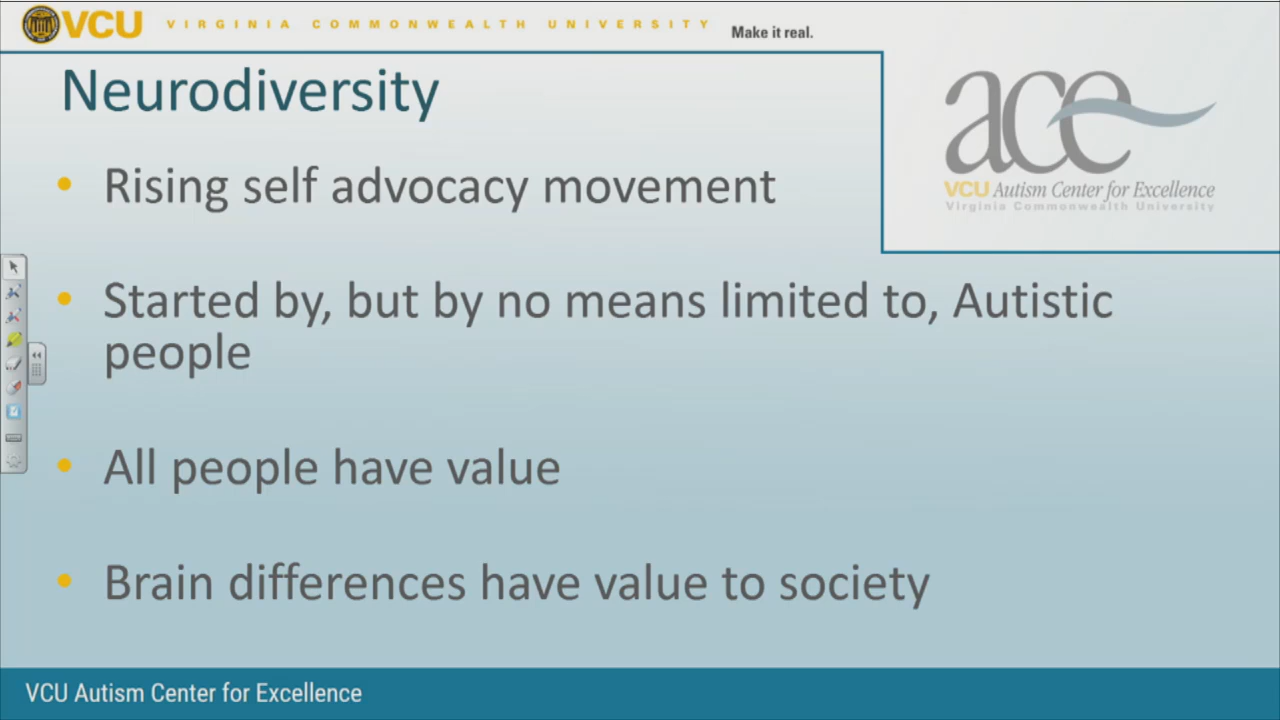 VCU VIRGINIA COMMONWEALTH UNIVERSITY Make it real.
Neurodiversity
ace
VCU Autism Center for Excellence
Virginia Commonwealth University
• Rising self advocacy movement
• Started by, but by no means limited to, Autistic
people
• All people have value
• Brain differences have value to society
VCU Autism Center for Excellence